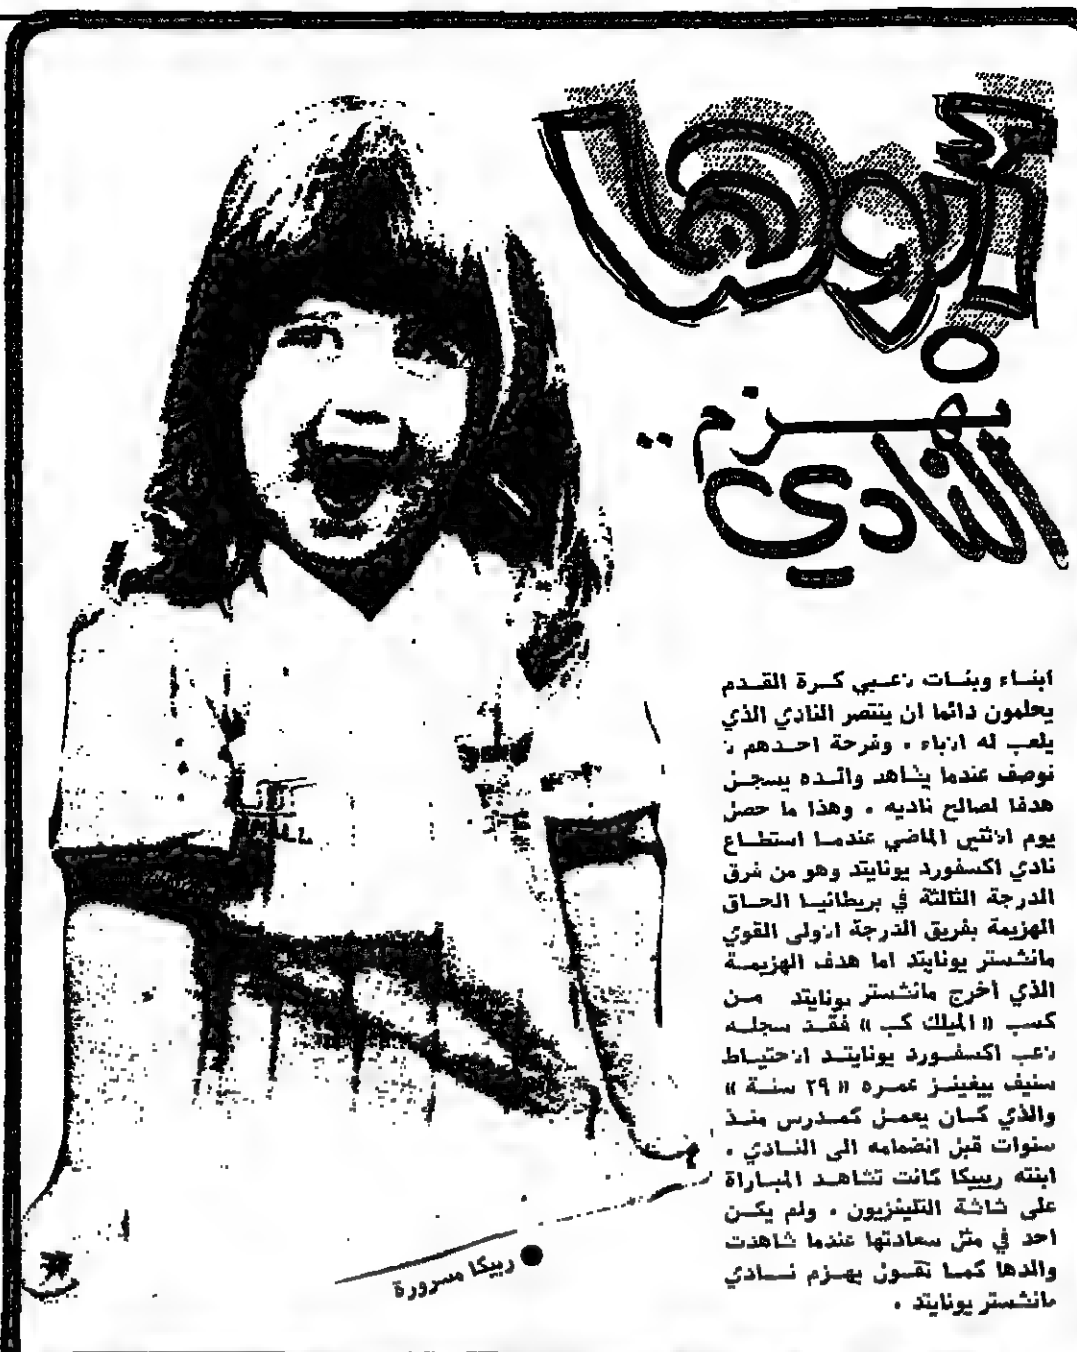 أبوها
يهزم ..
النادي
ابناء وبنات لاعبي كرة القدم
يحلمون دائما ان ينتصر النادي الذي
يلعب له الاباء . وفرحة احدهم لا
توصف عندما يشاهد والده يسجل
هدفا لصالح ناديه . وهذا ما حصل
يوم الاثنين الماضي عندما استطاع
نادي اكسفورد يونايتد وهو من فرق
الدرجة الثالثة في بريطانيا الحاق
الهزيمة بفريق الدرجة الاولى القوي
مانشستر يونايتد اما هدف الهزيمة
الذي اخرج مانشستر يونايتد من
كسب « الميلك كب » فقد سجله
لاعب اكسفورد يونايتد الاحتياط
ستيف بيغينز عمره « ٢٩ سنة »
والذي كان يعمل كمدرس منذ
سنوات قبل انضمامه الى النادي .
ابنته ريبيكا كانت تشاهد المباراة
على شاشة التليفزيون . ولم يكن
احد في مثل سعادتها عندما شاهدت
والدها كما تقول يهزم نادي
مانشستر يونايتد .
● ريبيكا مسرورة